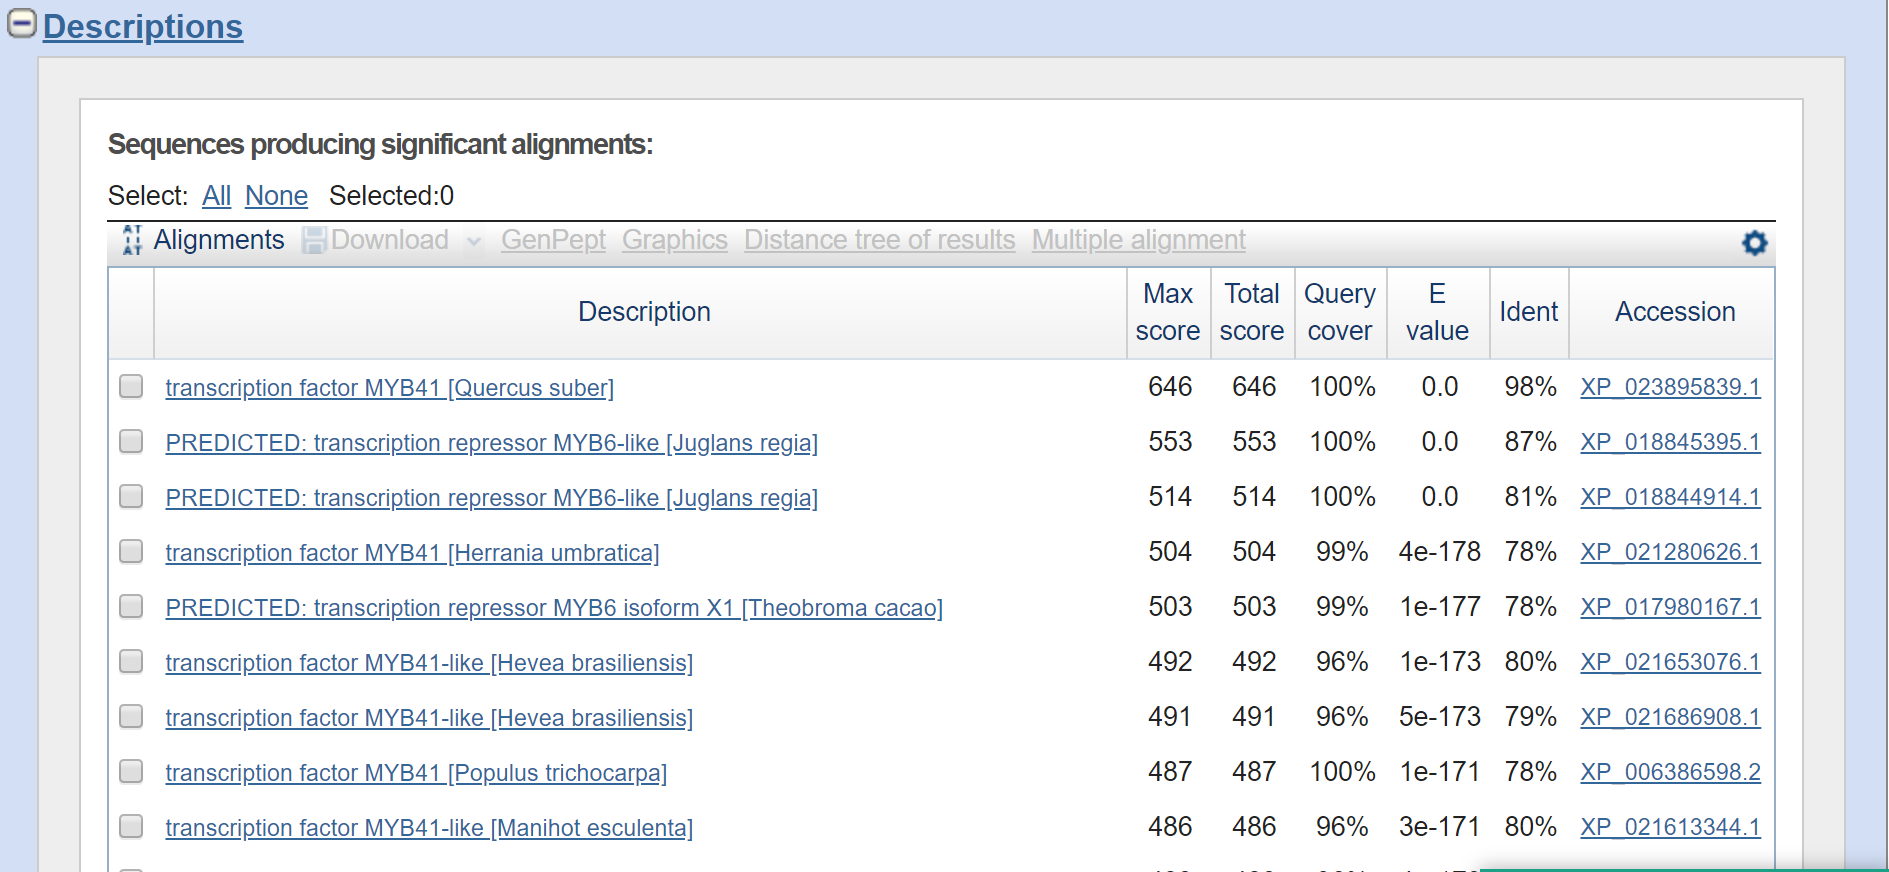 Descriptions
Sequences producing significant alignments:
Select: All None Selected:0
Alignments Download GenPept Graphics Distance tree of results Multiple alignment
Description Max score Total score Query cover E value Ident Accession
transcription factor MYB41 [Quercus suber] 646 646 100% 0.0 98% XP_023895839.1
PREDICTED: transcription repressor MYB6-like [Juglans regia] 553 553 100% 0.0 87% XP_018845395.1
PREDICTED: transcription repressor MYB6-like [Juglans regia] 514 514 100% 0.0 81% XP_018844914.1
transcription factor MYB41 [Herrania umbratica] 504 504 99% 4e-178 78% XP_021280626.1
PREDICTED: transcription repressor MYB6 isoform X1 [Theobroma cacao] 503 503 99% 1e-177 78% XP_017980167.1
transcription factor MYB41-like [Hevea brasiliensis] 492 492 96% 1e-173 80% XP_021653076.1
transcription factor MYB41-like [Hevea brasiliensis] 491 491 96% 5e-173 79% XP_021686908.1
transcription factor MYB41 [Populus trichocarpa] 487 487 100% 1e-171 78% XP_006386598.2
transcription factor MYB41-like [Manihot esculenta] 486 486 96% 3e-171 80% XP_021613344.1